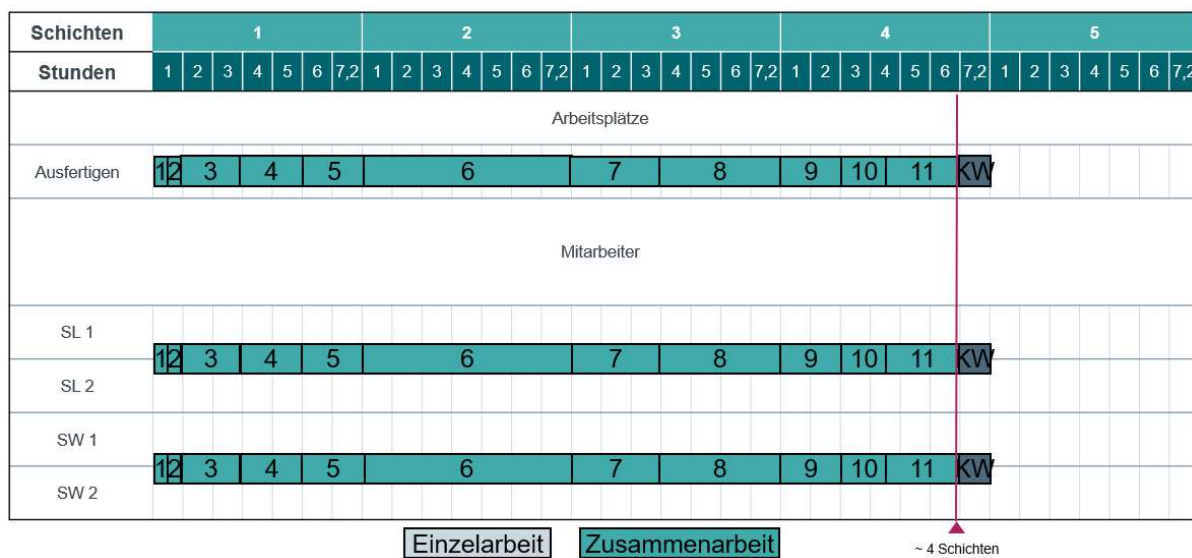 Schichten 1 2 3 4 5
Stunden 1 2 3 4 5 6 7,2 1 2 3 4 5 6 7,2 1 2 3 4 5 6 7,2 1 2 3 4 5 6 7,2 1 2 3 4 5 6 7,2
Arbeitsplätze
Ausfertigen 1 2 3 4 5 6 7 8 9 10 11 KW
Mitarbeiter
SL 1
1 2 3 4 5 6 7 8 9 10 11 KW
SL 2
SW 1
1 2 3 4 5 6 7 8 9 10 11 KW
SW 2
Einzelarbeit Zusammenarbeit ~ 4 Schichten